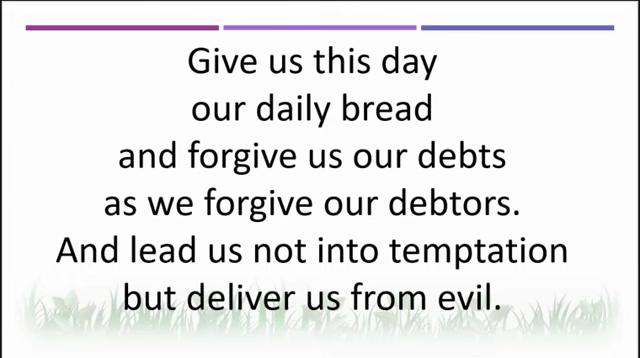 Give us this day
our daily bread
and forgive us our debts
as we forgive our debtors.
And lead us not into temptation
but deliver us from evil.